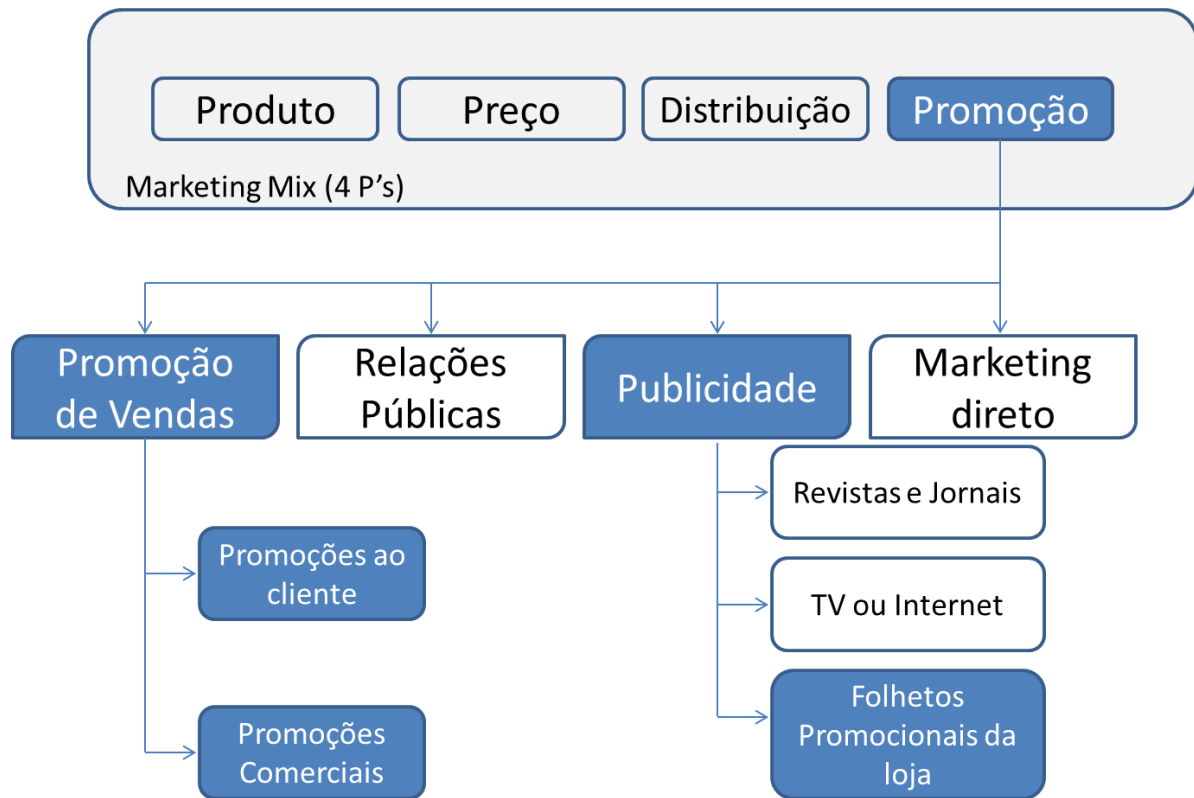 Produto
Preço
Distribuição
Promoção
Marketing Mix (4 P's)
Promoção
de Vendas
Relações
Públicas
Publicidade
Marketing
direto
Promoções ao
cliente
Promoções
Comerciais
Revistas e Jornais
TV ou Internet
Folhetos
Promocionais da
loja